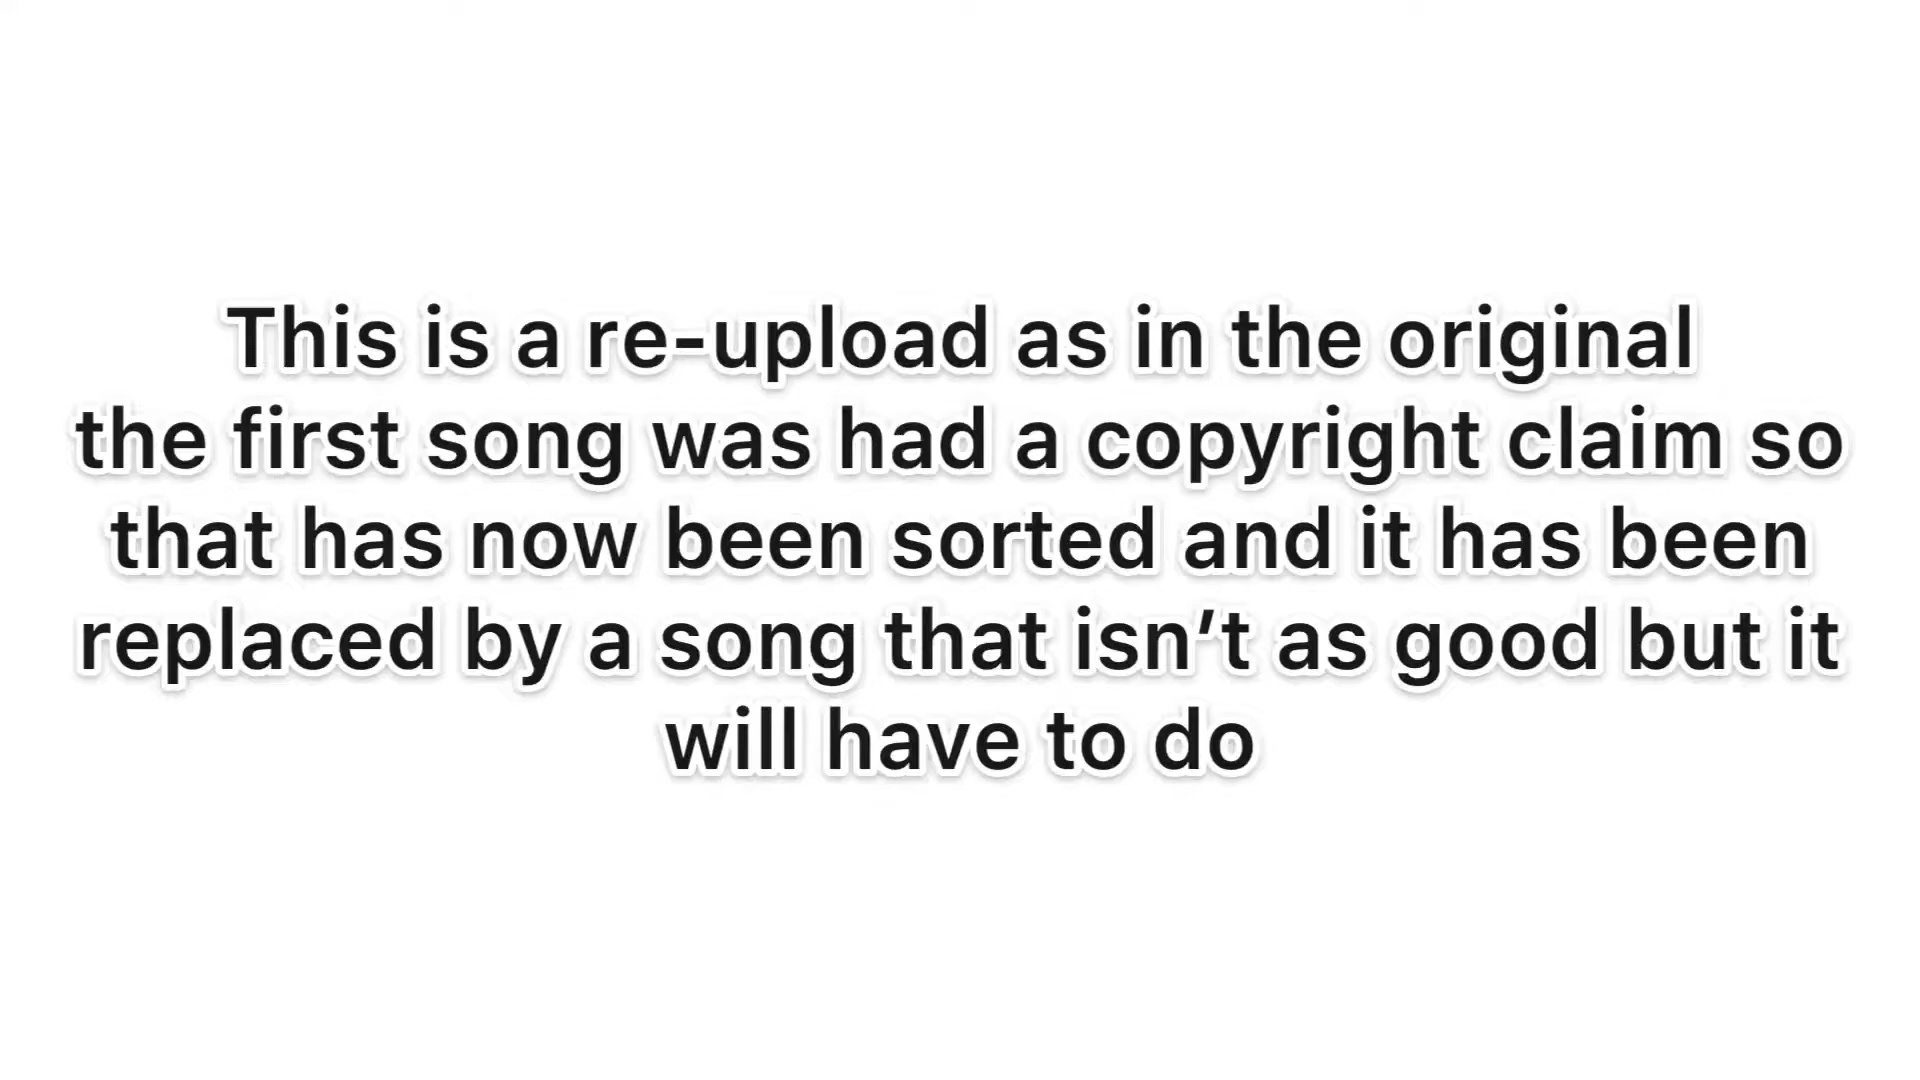 This is a re-upload as in the original
the first song was had a copyright claim so
that has now been sorted and it has been
replaced by a song that isn’t as good but it
will have to do